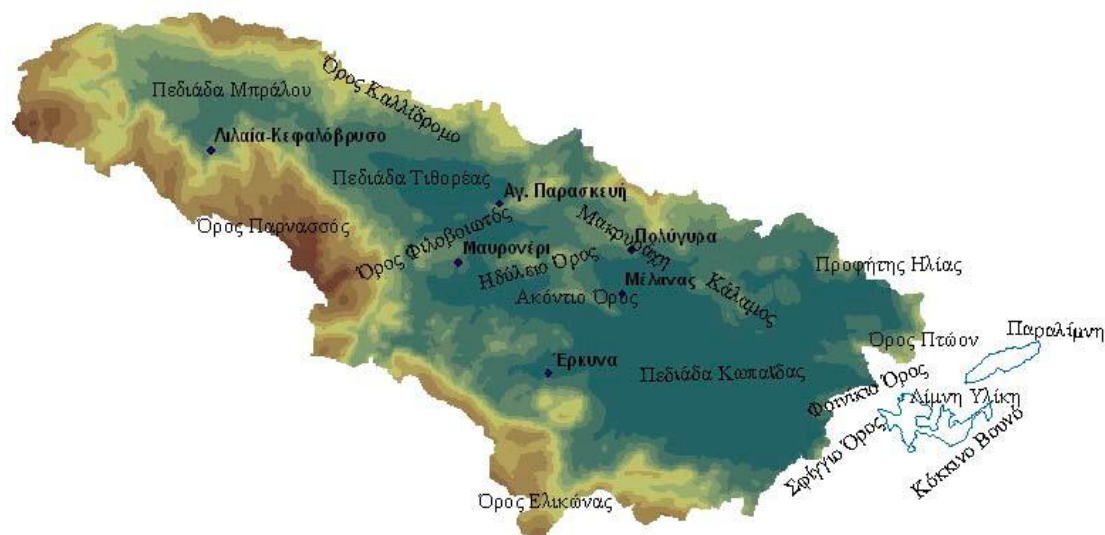 Πεδιάδα Μπράλου
Όρος Καλλίδρομο
Λιλαία-Κεφαλόβρυσο
Πεδιάδα Τιθορέας
Αγ. Παρασκευή
Όρος Παρνασσός
Όρος Φιλοβοιωτός
Μακρυράχη
Πολύγυρα
Μαυρονέρι
Ηδύλειο Όρος
Προφήτης Ηλίας
Μέλανας
Κάλαμος
Ακόντιο Όρος
Παραλίμνη
Όρος Πτώον
Έρκυνα
Πεδιάδα Κωπαΐδας
Φοινίκιο Όρος
Λίμνη Υλίκη
Σφίγγιο Όρος
Κόκκινο Βουνό
Όρος Ελικώνας